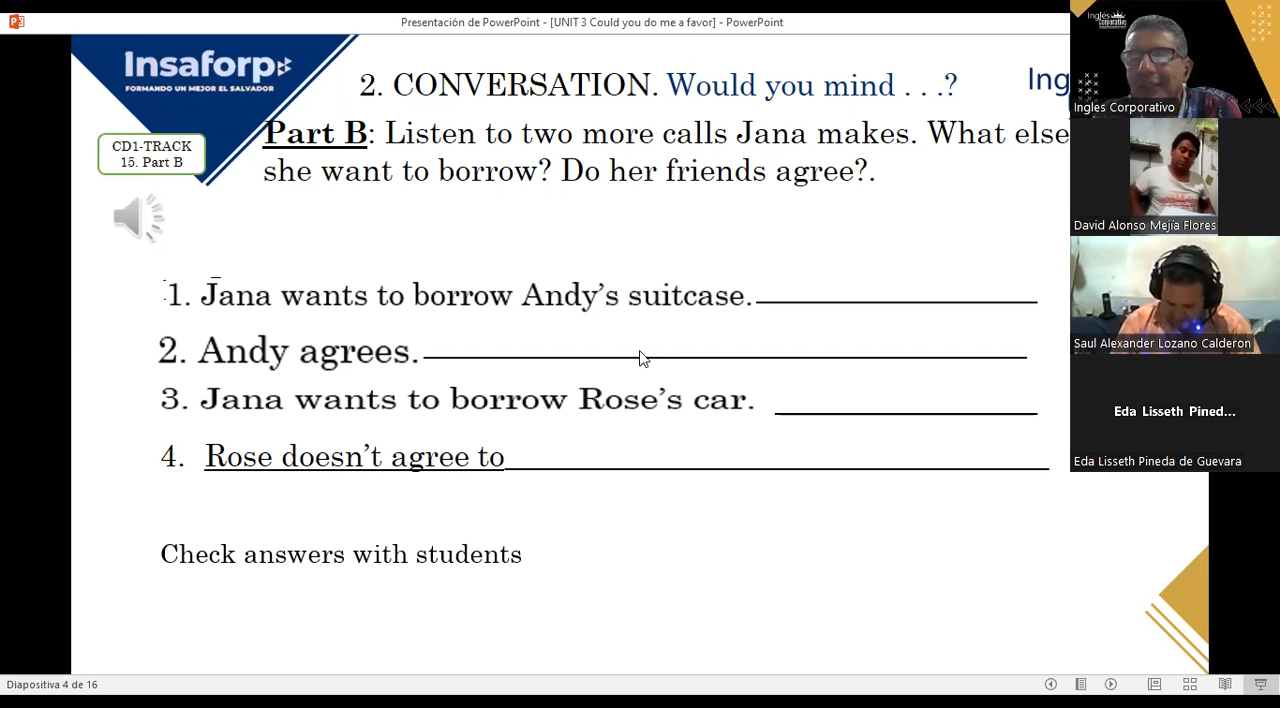 Presentación de PowerPoint - [UNIT 3 Could you do me a favor] - PowerPoint
Insaforp
FORMANDO UN MEJOR EL SALVADOR
2. CONVERSATION. Would you mind . . .?
Ing
CD1-TRACK
15. Part B
Part B: Listen to two more calls Jana makes. What else
she want to borrow? Do her friends agree?.
1. Jana wants to borrow Andy's suitcase.
2. Andy agrees.
3. Jana wants to borrow Rose's car.
4. Rose doesn't agree to
Check answers with students
Inglés
Corporativo
Ingles Corporativo
David Alonso Mejía Flores
Saul Alexander Lozano Calderon
Eda Lisseth Pined...
Eda Lisseth Pineda de Guevara
Diapositiva 4 de 16